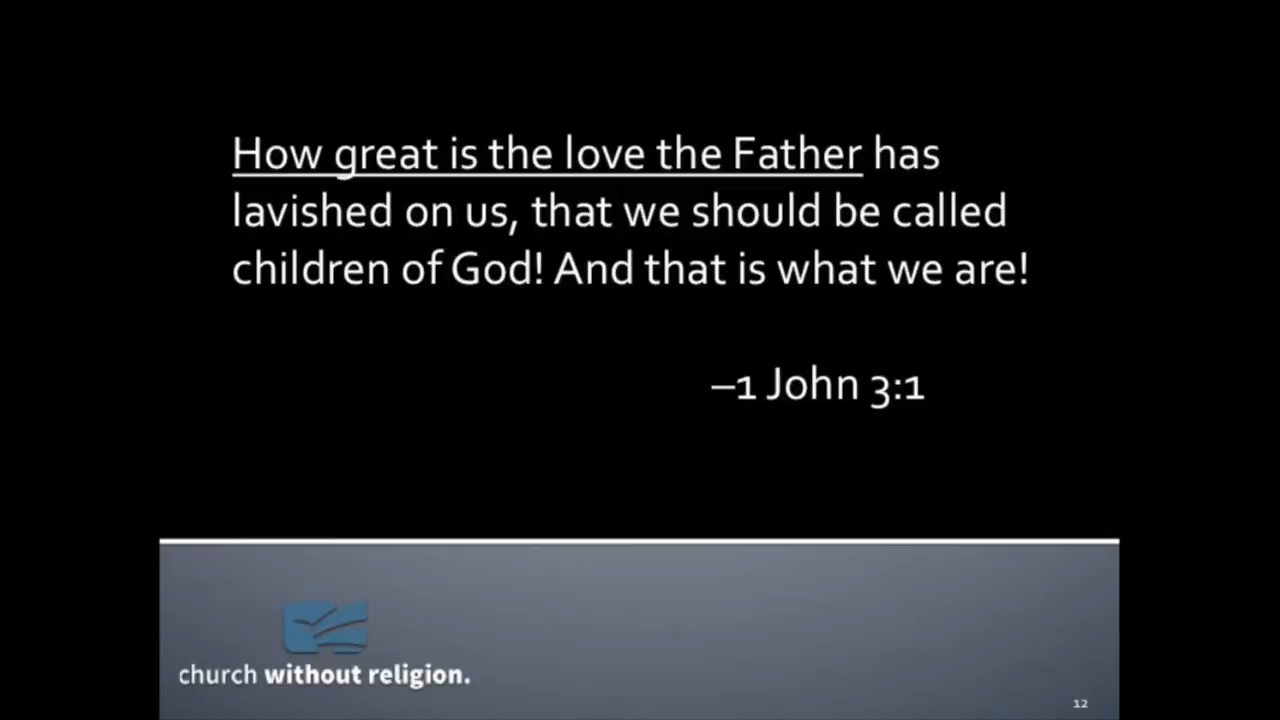 How great is the love the Father has
lavished on us, that we should be called
children of God! And that is what we are!
–1 John 3:1
church without religion.
12